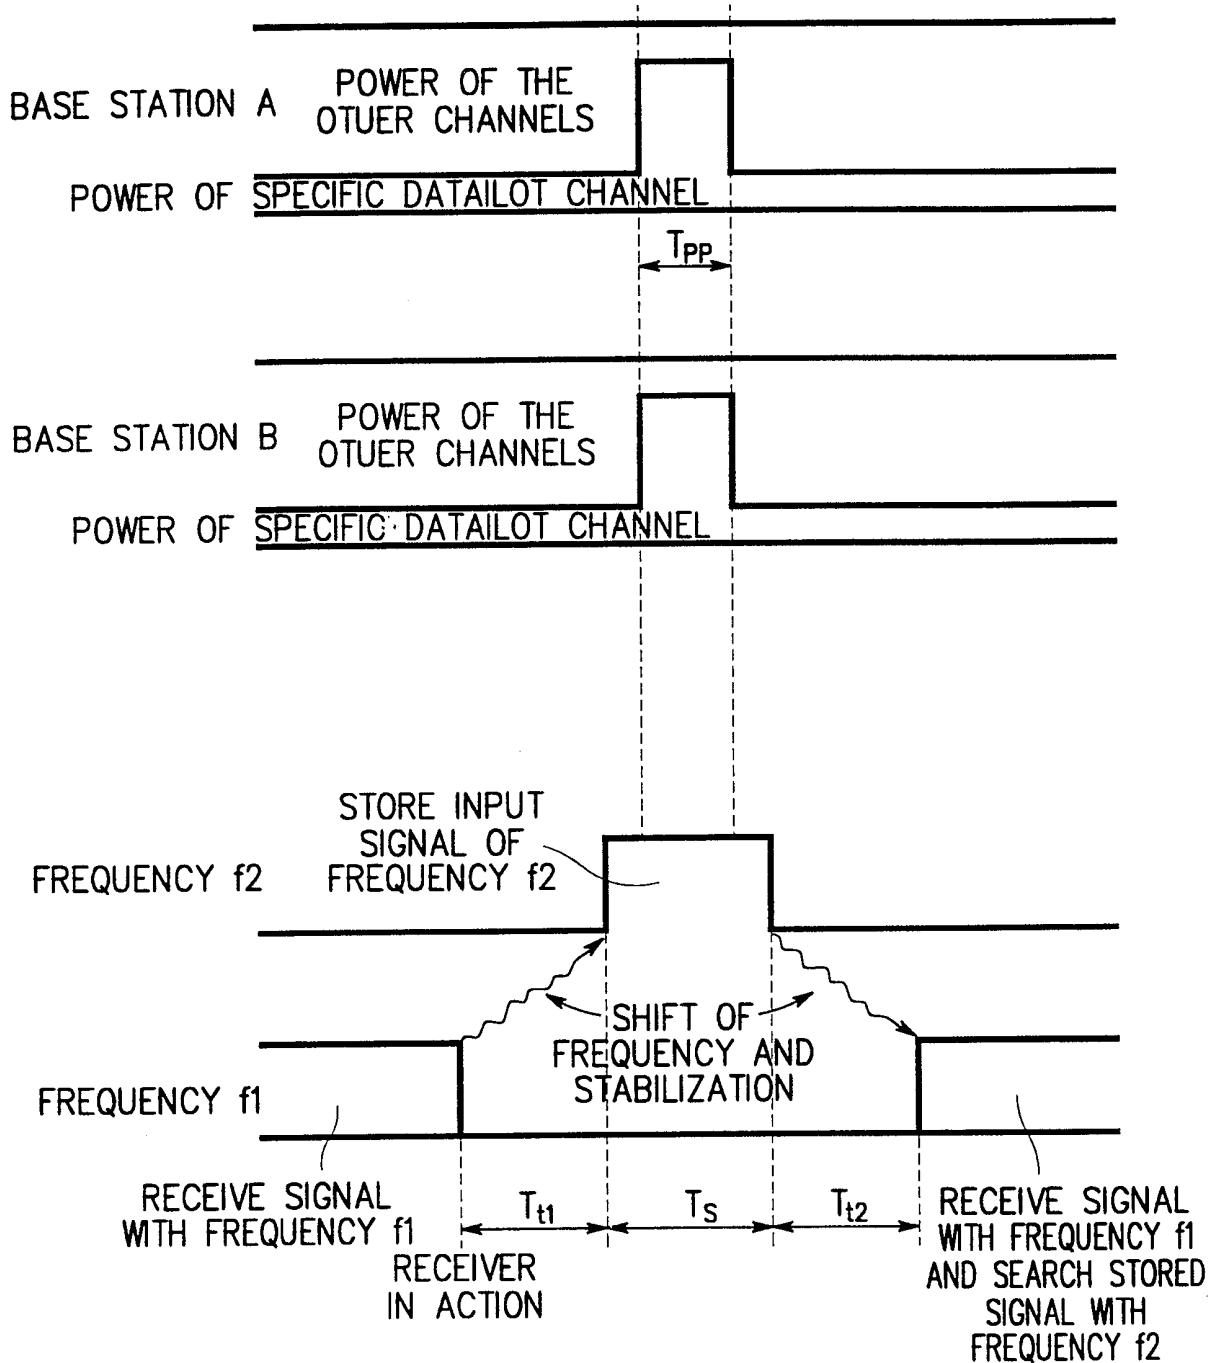 BASE STATION A
POWER OF THE
OTUER CHANNELS
POWER OF SPECIFIC DATAILOT CHANNEL
TPP
BASE STATION B
POWER OF THE
OTUER CHANNELS
POWER OF SPECIFIC DATAILOT CHANNEL
STORE INPUT
SIGNAL OF
FREQUENCY f2
FREQUENCY f2
SHIFT OF
FREQUENCY AND
STABILIZATION
FREQUENCY f1
RECEIVE SIGNAL
WITH FREQUENCY f1
Tt1
TS
Tt2
RECEIVER
IN ACTION
RECEIVE SIGNAL
WITH FREQUENCY f1
AND SEARCH STORED
SIGNAL WITH
FREQUENCY f2